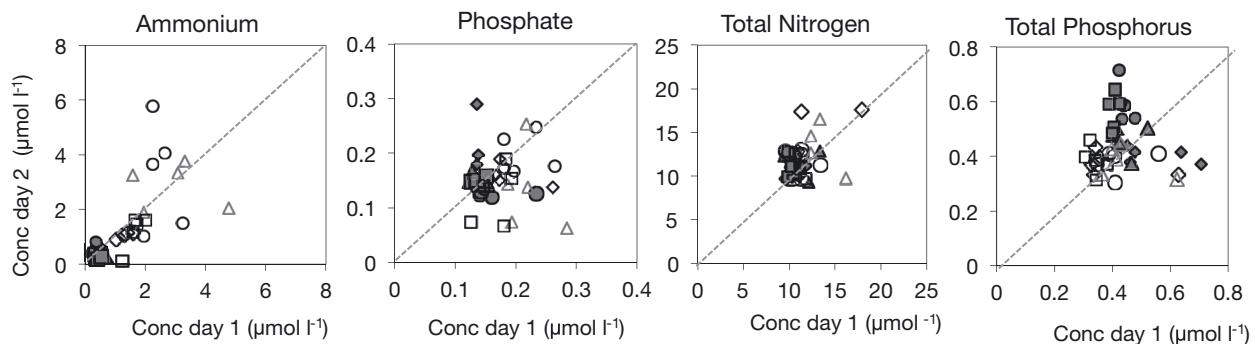 Ammonium
Phosphate
Total Nitrogen
Total Phosphorus
Conc day 2 (µmol l⁻¹)
8
6
4
2
0
0 2 4 6 8
Conc day 1 (µmol l⁻¹)
0.4
0.3
0.2
0.1
0
0 0.1 0.2 0.3 0.4
Conc day 1 (µmol l⁻¹)
25
20
15
10
5
0
0 5 10 15 20 25
Conc day 1 (µmol ⁻¹)
0.8
0.6
0.4
0.2
0
0 0.2 0.4 0.6 0.8
Conc day 1 (µmol l⁻¹)